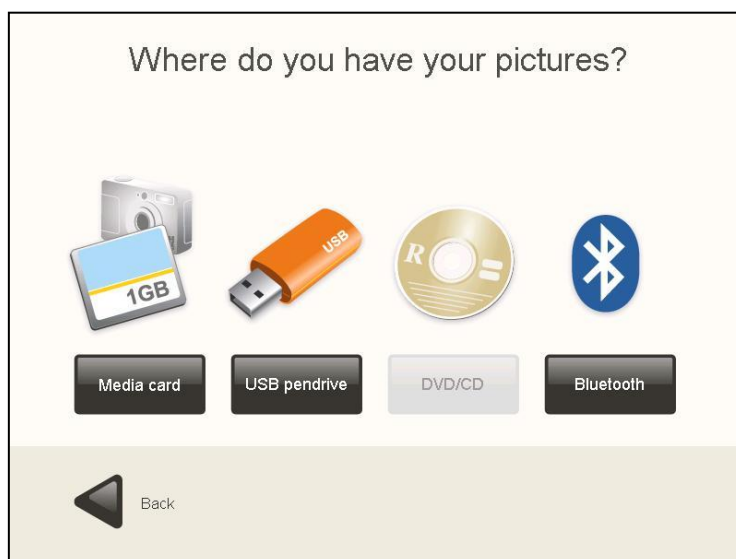 Where do you have your pictures?
1GB
USB
R
Media card
USB pendrive
DVD/CD
Bluetooth
Back